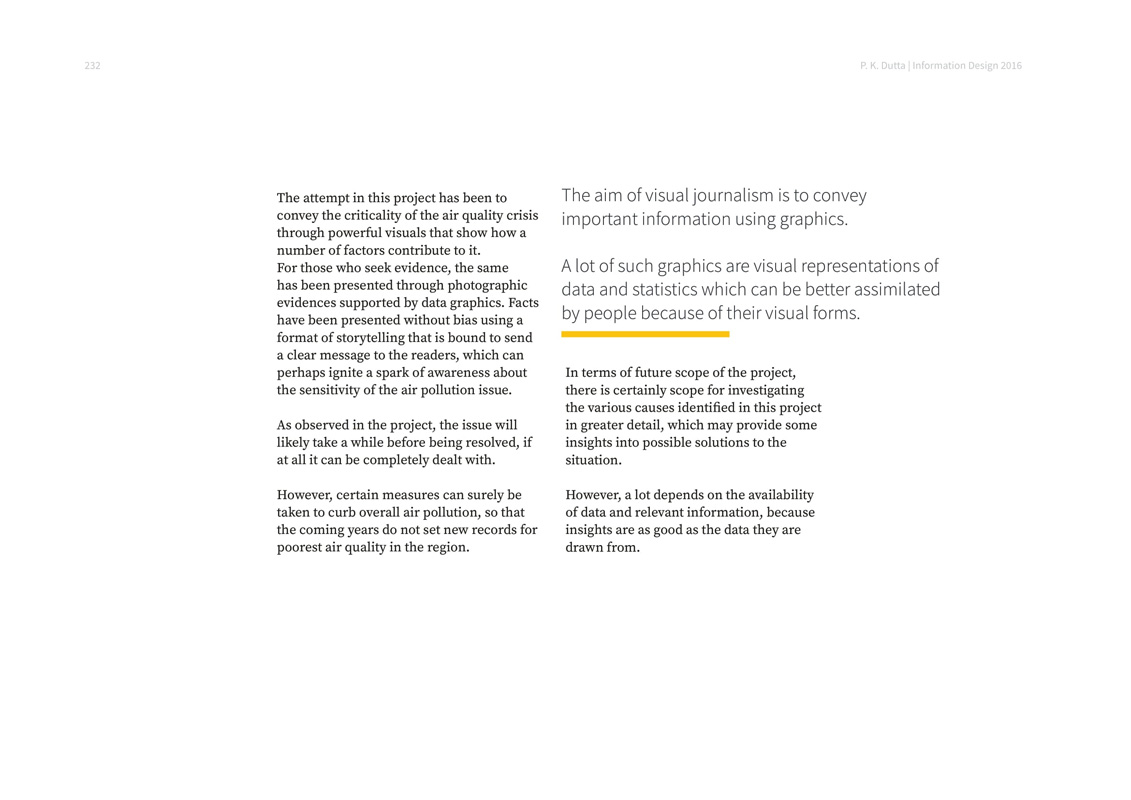 232
P. K. Dutta | Information Design 2016
The attempt in this project has been to
convey the criticality of the air quality crisis
through powerful visuals that show how a
number of factors contribute to it.
For those who seek evidence, the same
has been presented through photographic
evidences supported by data graphics. Facts
have been presented without bias using a
format of storytelling that is bound to send
a clear message to the readers, which can
perhaps ignite a spark of awareness about
the sensitivity of the air pollution issue.
As observed in the project, the issue will
likely take a while before being resolved, if
at all it can be completely dealt with.
However, certain measures can surely be
taken to curb overall air pollution, so that
the coming years do not set new records for
poorest air quality in the region.
The aim of visual journalism is to convey
important information using graphics.
A lot of such graphics are visual representations of
data and statistics which can be better assimilated
by people because of their visual forms.
In terms of future scope of the project,
there is certainly scope for investigating
the various causes identified in this project
in greater detail, which may provide some
insights into possible solutions to the
situation.
However, a lot depends on the availability
of data and relevant information, because
insights are as good as the data they are
drawn from.